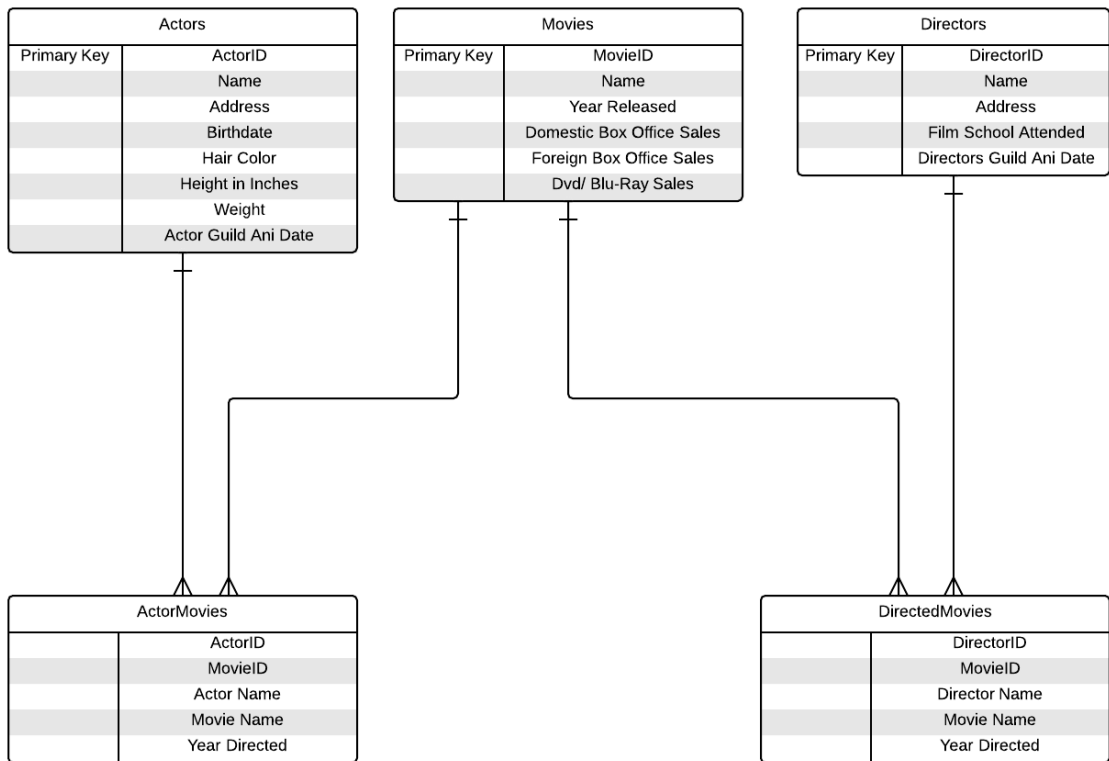 Actors
Primary Key ActorID
Name
Address
Birthdate
Hair Color
Height in Inches
Weight
Actor Guild Ani Date
Movies
Primary Key MovieID
Name
Year Released
Domestic Box Office Sales
Foreign Box Office Sales
Dvd/ Blu-Ray Sales
Directors
Primary Key DirectorID
Name
Address
Film School Attended
Directors Guild Ani Date
ActorMovies
ActorID
MovieID
Actor Name
Movie Name
Year Directed
DirectedMovies
DirectorID
MovieID
Director Name
Movie Name
Year Directed